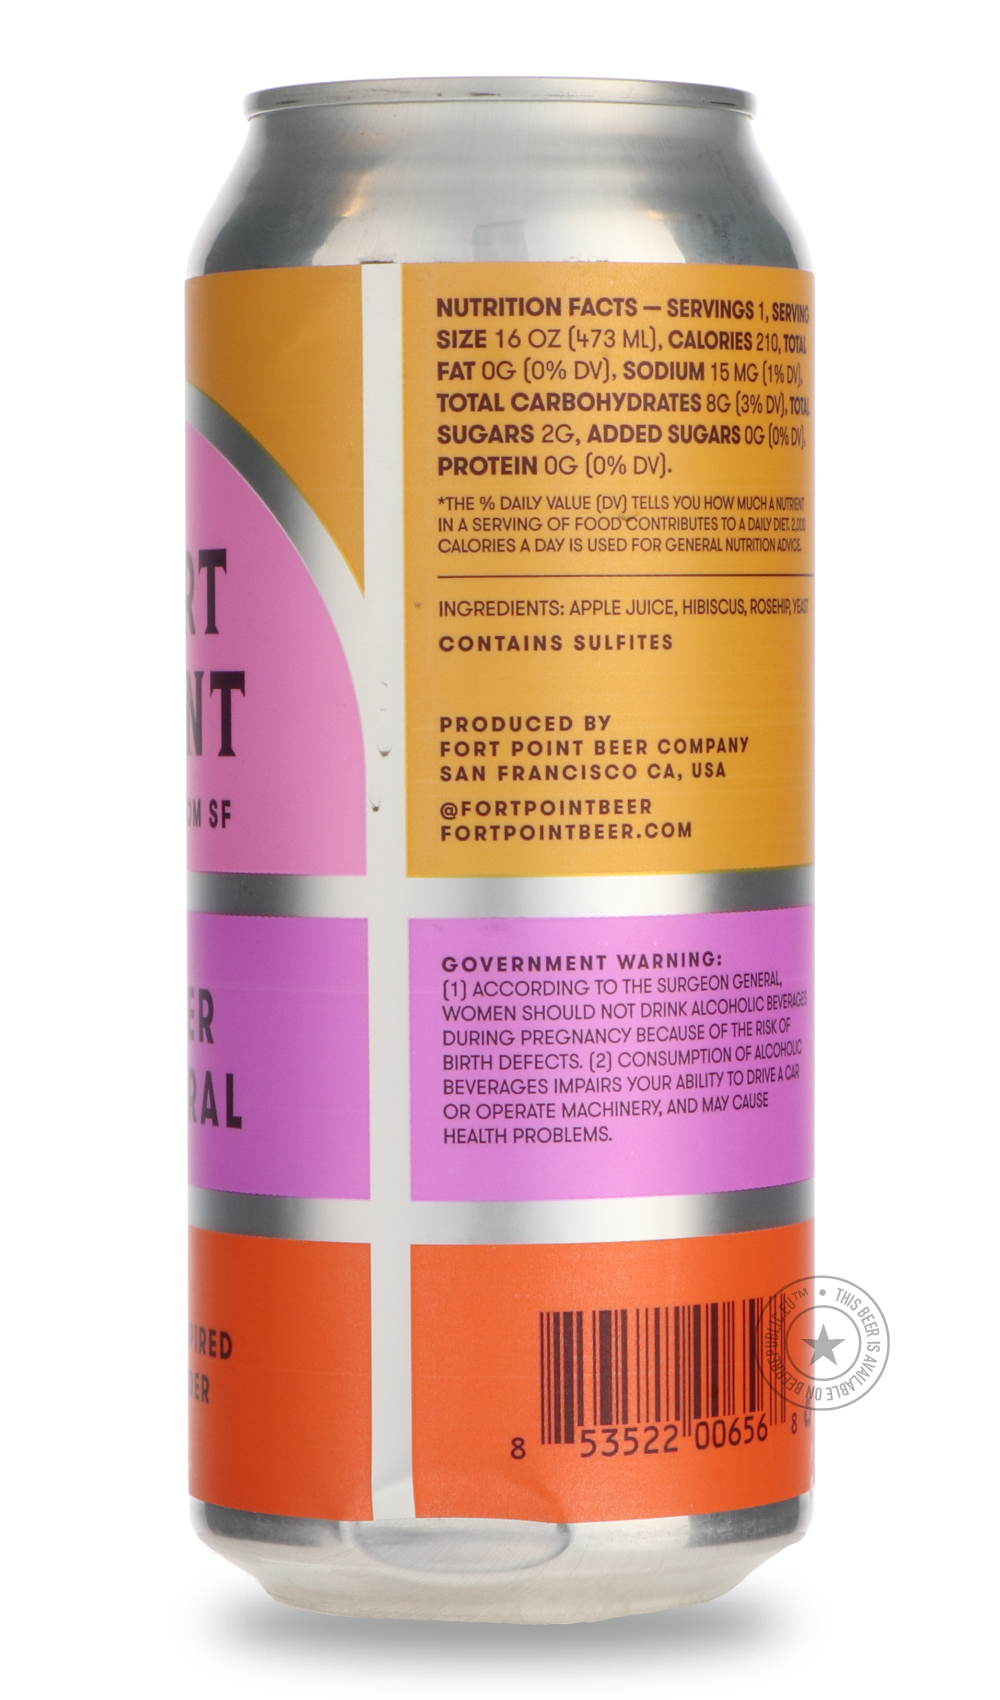 NUTRITION FACTS — SERVINGS 1, SERVING
SIZE 16 OZ (473 ML), CALORIES 210, TOTAL
FAT 0G (0% DV), SODIUM 15 MG (1% DV),
TOTAL CARBOHYDRATES 8G (3% DV), TOTAL
SUGARS 2G, ADDED SUGARS 0G (0% DV),
PROTEIN 0G (0% DV).
*THE % DAILY VALUE (DV) TELLS YOU HOW MUCH A NUTRIENT
IN A SERVING OF FOOD CONTRIBUTES TO A DAILY DIET. 2,000
CALORIES A DAY IS USED FOR GENERAL NUTRITION ADVICE.
INGREDIENTS: APPLE JUICE, HIBISCUS, ROSEHIP, YEAST
CONTAINS SULFITES
PRODUCED BY
FORT POINT BEER COMPANY
SAN FRANCISCO CA, USA
@FORTPOINTBEER
FORTPOINTBEER.COM
RT
NT
OM SF
GOVERNMENT WARNING:
(1) ACCORDING TO THE SURGEON GENERAL,
WOMEN SHOULD NOT DRINK ALCOHOLIC BEVERAGES
DURING PREGNANCY BECAUSE OF THE RISK OF
BIRTH DEFECTS. (2) CONSUMPTION OF ALCOHOLIC
BEVERAGES IMPAIRS YOUR ABILITY TO DRIVE A CAR
OR OPERATE MACHINERY, AND MAY CAUSE
HEALTH PROBLEMS.
ER
RAL
PIRED
DER
8 53522 00656 8
THIS BEER IS AVAILABLE ON BEERREPUBLIC.EU™